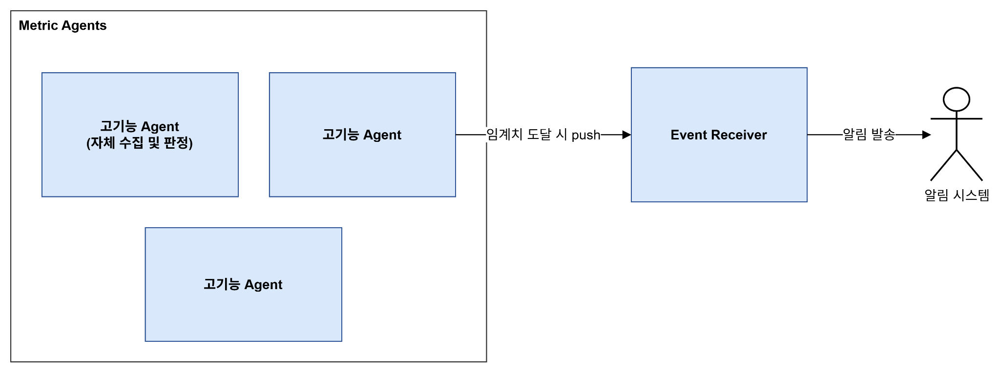 Metric Agents
고기능 Agent
(자체 수집 및 판정)
고기능 Agent
임계치 도달 시 push
Event Receiver
알림 발송
알림 시스템
고기능 Agent